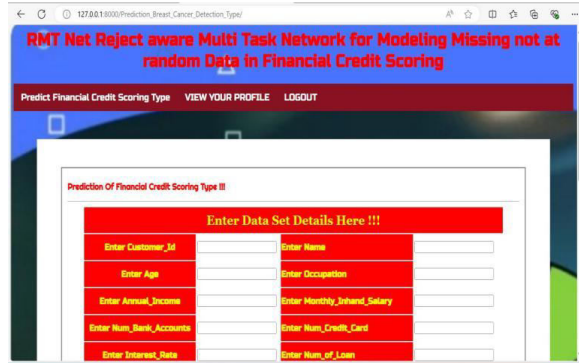 127.0.0.1:8000/Prediction_Breast_Cancer_Detection_Type/
RMT Net Reject aware Multi Task Network for Modeling Missing not at
random Data in Financial Credit Scoring
Predict Financial Credit Scoring Type VIEW YOUR PROFILE LOGOUT
Prediction Of Financial Credit Scoring Type !!!
Enter Data Set Details Here !!!
Enter Customer_Id Enter Name
Enter Age Enter Occupation
Enter Annual_Income Enter Monthly_Inhand_Salary
Enter Num_Bank_Accounts Enter Num_Credit_Card
Enter Interest_Rate Enter Num_of_Loan